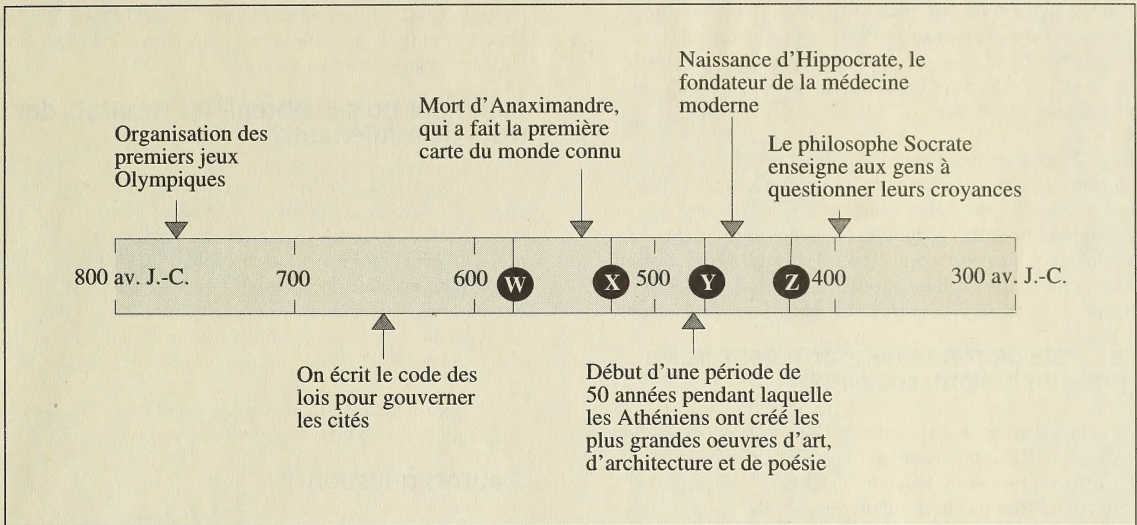 Naissance d'Hippocrate, le
fondateur de la médecine
moderne
Mort d'Anaximandre,
qui a fait la première
carte du monde connu
Organisation des
premiers jeux
Olympiques
Le philosophe Socrate
enseigne aux gens à
questionner leurs croyances
800 av. J.-C. 700 600 W X 500 Y Z 400 300 av. J.-C.
On écrit le code des
lois pour gouverner
les cités
Début d'une période de
50 années pendant laquelle
les Athéniens ont créé les
plus grandes oeuvres d'art,
d'architecture et de poésie